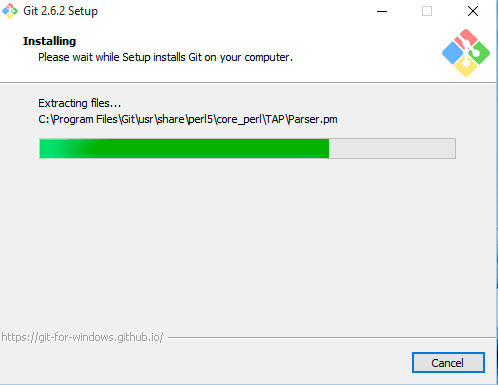 Git 2.6.2 Setup
Installing
Please wait while Setup installs Git on your computer.
Extracting files...
C:\Program Files\Git\usr\share\perl5\core_perl\TAP\Parser.pm
https://git-for-windows.github.io/
Cancel